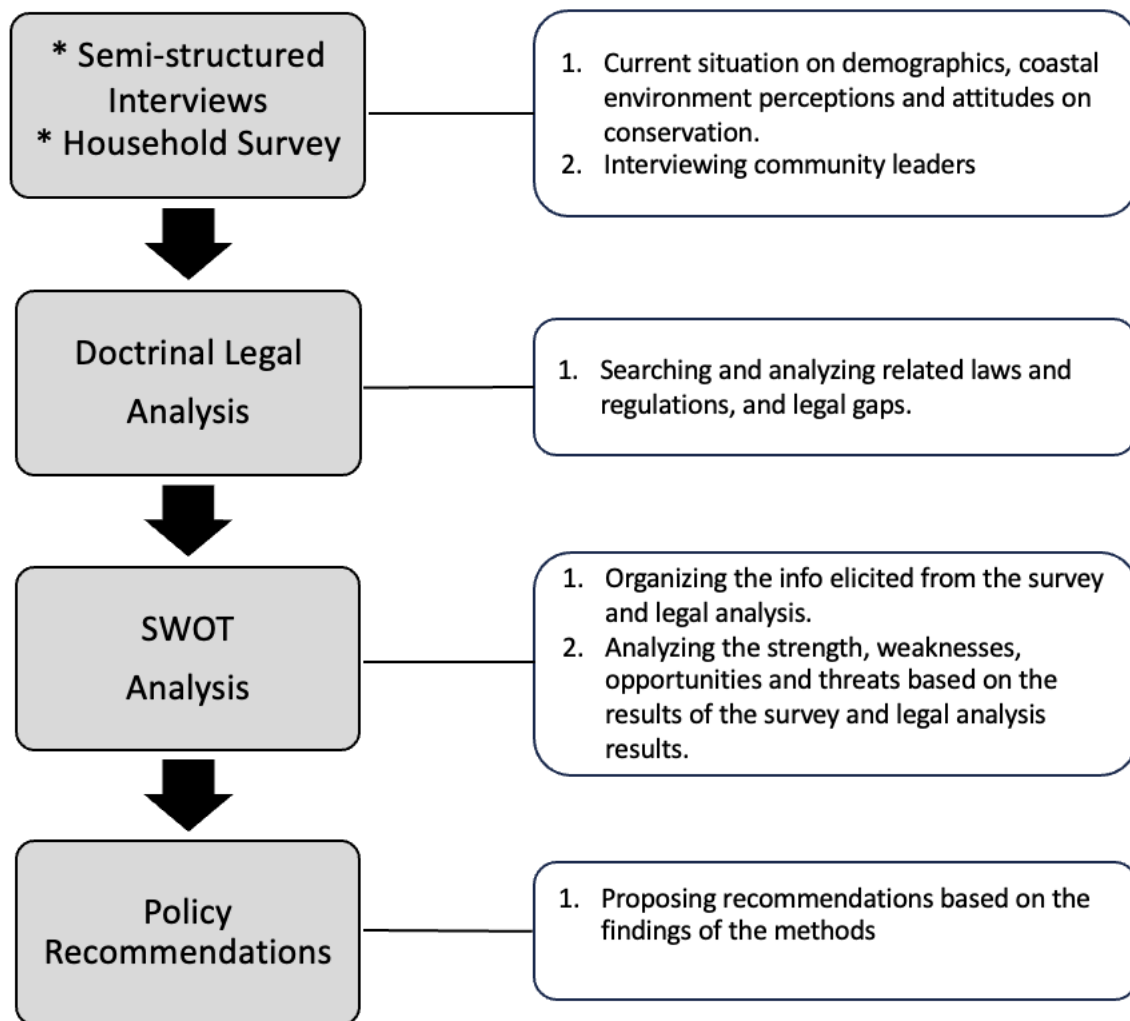 * Semi-structured
Interviews
* Household Survey
1. Current situation on demographics, coastal
environment perceptions and attitudes on
conservation.
2. Interviewing community leaders
Doctrinal Legal
Analysis
1. Searching and analyzing related laws and
regulations, and legal gaps.
SWOT
Analysis
1. Organizing the info elicited from the survey
and legal analysis.
2. Analyzing the strength, weaknesses,
opportunities and threats based on the
results of the survey and legal analysis
results.
Policy
Recommendations
1. Proposing recommendations based on the
findings of the methods